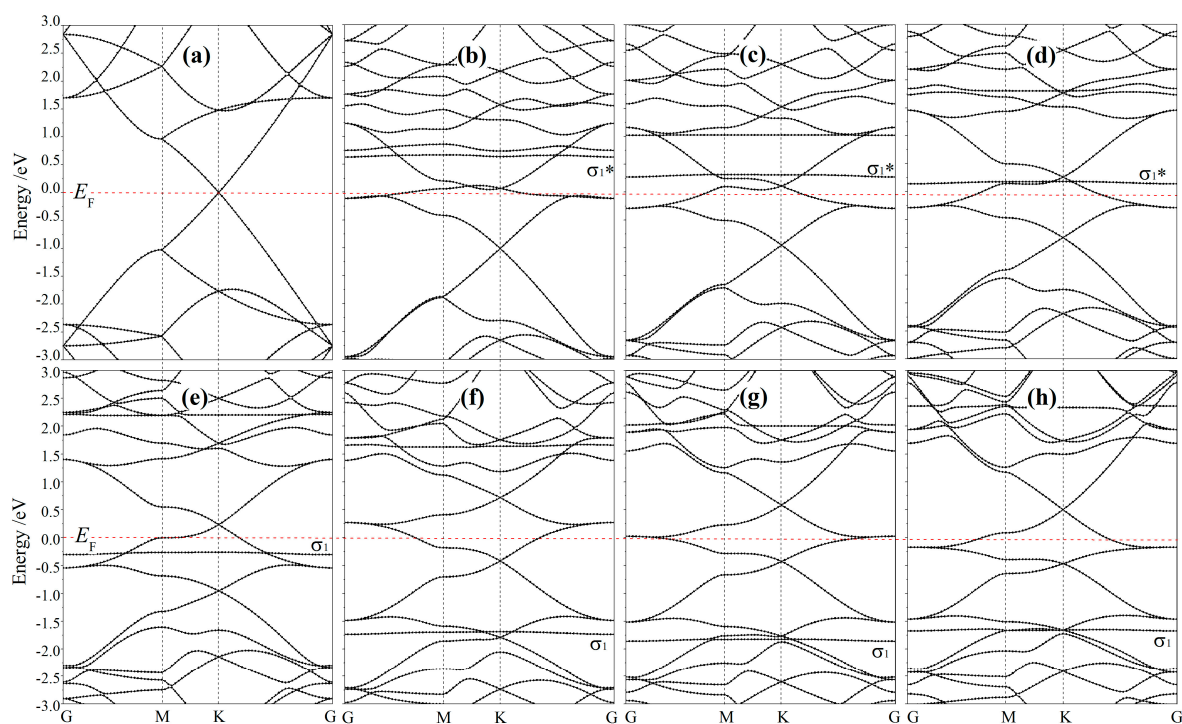 3.0
2.5
2.0
1.5
1.0
0.5
0.0
-0.5
-1.0
-1.5
-2.0
-2.5
-3.0
Energy /eV
E_F
(a) (b) (c) (d)
σ₁* σ₁* σ₁*
3.0
2.5
2.0
1.5
1.0
0.5
0.0
-0.5
-1.0
-1.5
-2.0
-2.5
-3.0
Energy /eV
E_F
(e) (f) (g) (h)
σ₁ σ₁ σ₁ σ₁
G M K G M K G M K G M K G